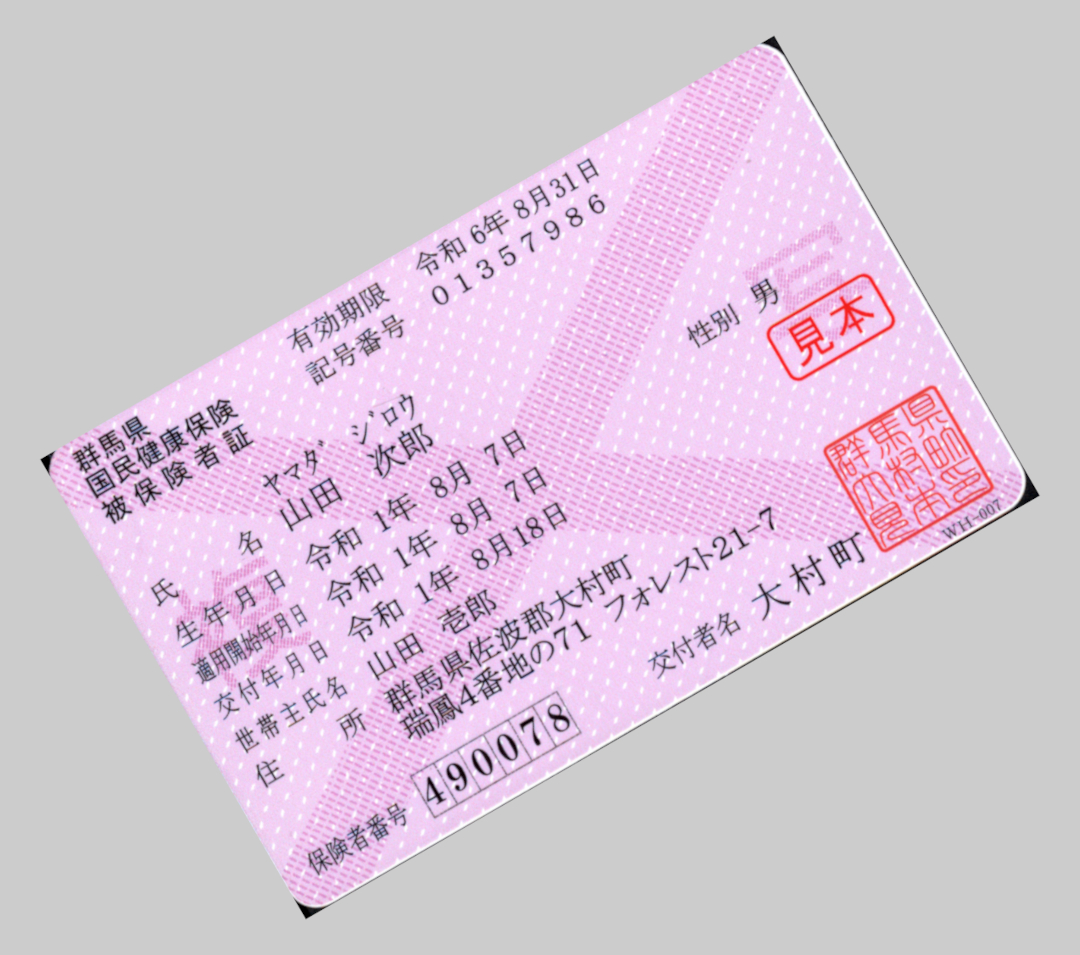 群馬県
国民健康保険
被保険者証
有効期限 令和 6年 8月31日
記号番号 01357986
ヤマダ ジロウ
氏名 山田 次郎
性別 男
見本
生年月日 令和 1年 8月 7日
適用開始年月日 令和 1年 8月 7日
交付年月日 令和 1年 8月18日
世帯主氏名 山田 壱郎
住所 群馬県佐波郡大村町
瑞鳳4番地の71 フォレスト21-7
保険者番号 490078
交付者名 大村町
W11-007